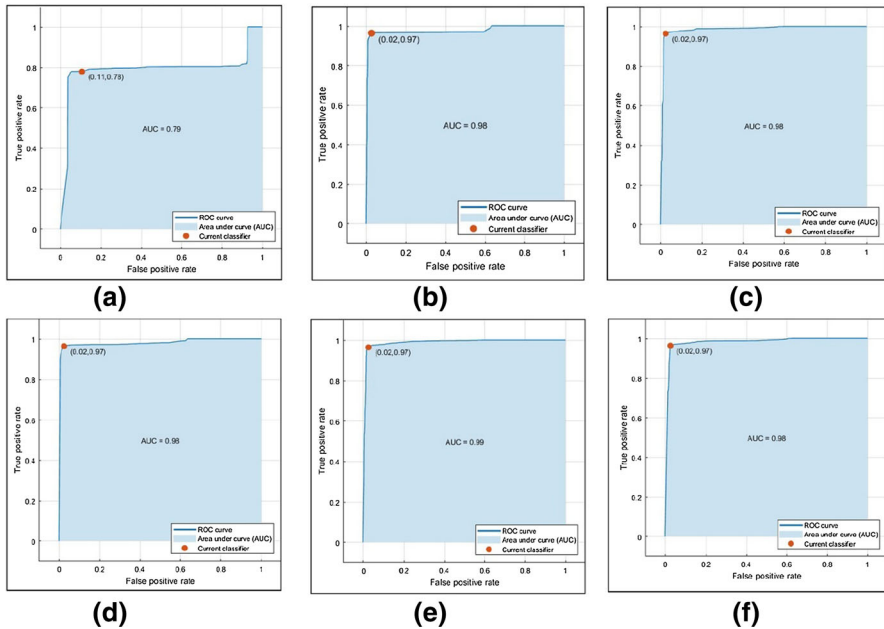 1
0.8
0.6
0.4
0.2
0
True positive rate
(0.11,0.78)
AUC = 0.79
ROC curve
Area under curve (AUC)
Current classifier
0 0.2 0.4 0.6 0.8 1
False positive rate
(a)
1
0.8
0.6
0.4
0.2
0
True positive rate
(0.02,0.97)
AUC = 0.98
ROC curve
Area under curve (AUC)
Current classifier
0 0.2 0.4 0.6 0.8 1
False positive rate
(b)
1
0.8
0.6
0.4
0.2
0
True positive rate
(0.02,0.97)
AUC = 0.98
ROC curve
Area under curve (AUC)
Current classifier
0 0.2 0.4 0.6 0.8 1
False positive rate
(c)
1
0.8
0.6
0.4
0.2
0
True positive rate
(0.02,0.97)
AUC = 0.98
ROC curve
Area under curve (AUC)
Current classifier
0 0.2 0.4 0.6 0.8 1
False positive rate
(d)
1
0.8
0.6
0.4
0.2
0
True positive rate
(0.02,0.97)
AUC = 0.99
ROC curve
Area under curve (AUC)
Current classifier
0 0.2 0.4 0.6 0.8 1
False positive rate
(e)
1
0.8
0.6
0.4
0.2
0
True positive rate
(0.02,0.97)
AUC = 0.98
ROC curve
Area under curve (AUC)
Current classifier
0 0.2 0.4 0.6 0.8 1
False positive rate
(f)